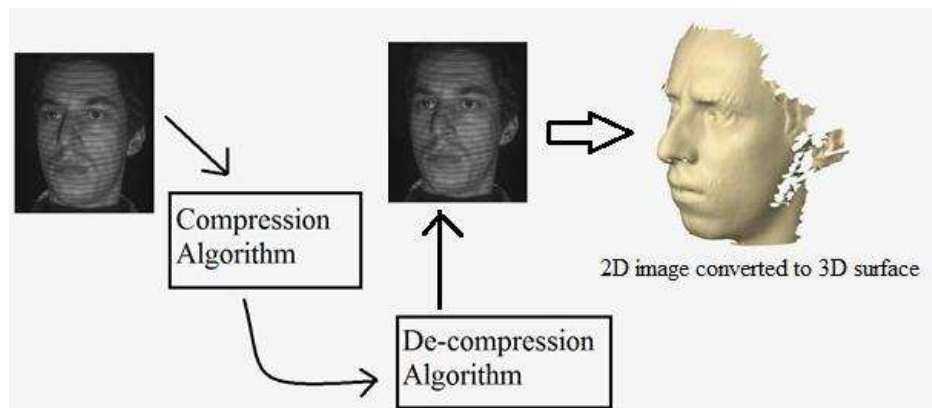 Compression
Algorithm
De-compression
Algorithm
2D image converted to 3D surface